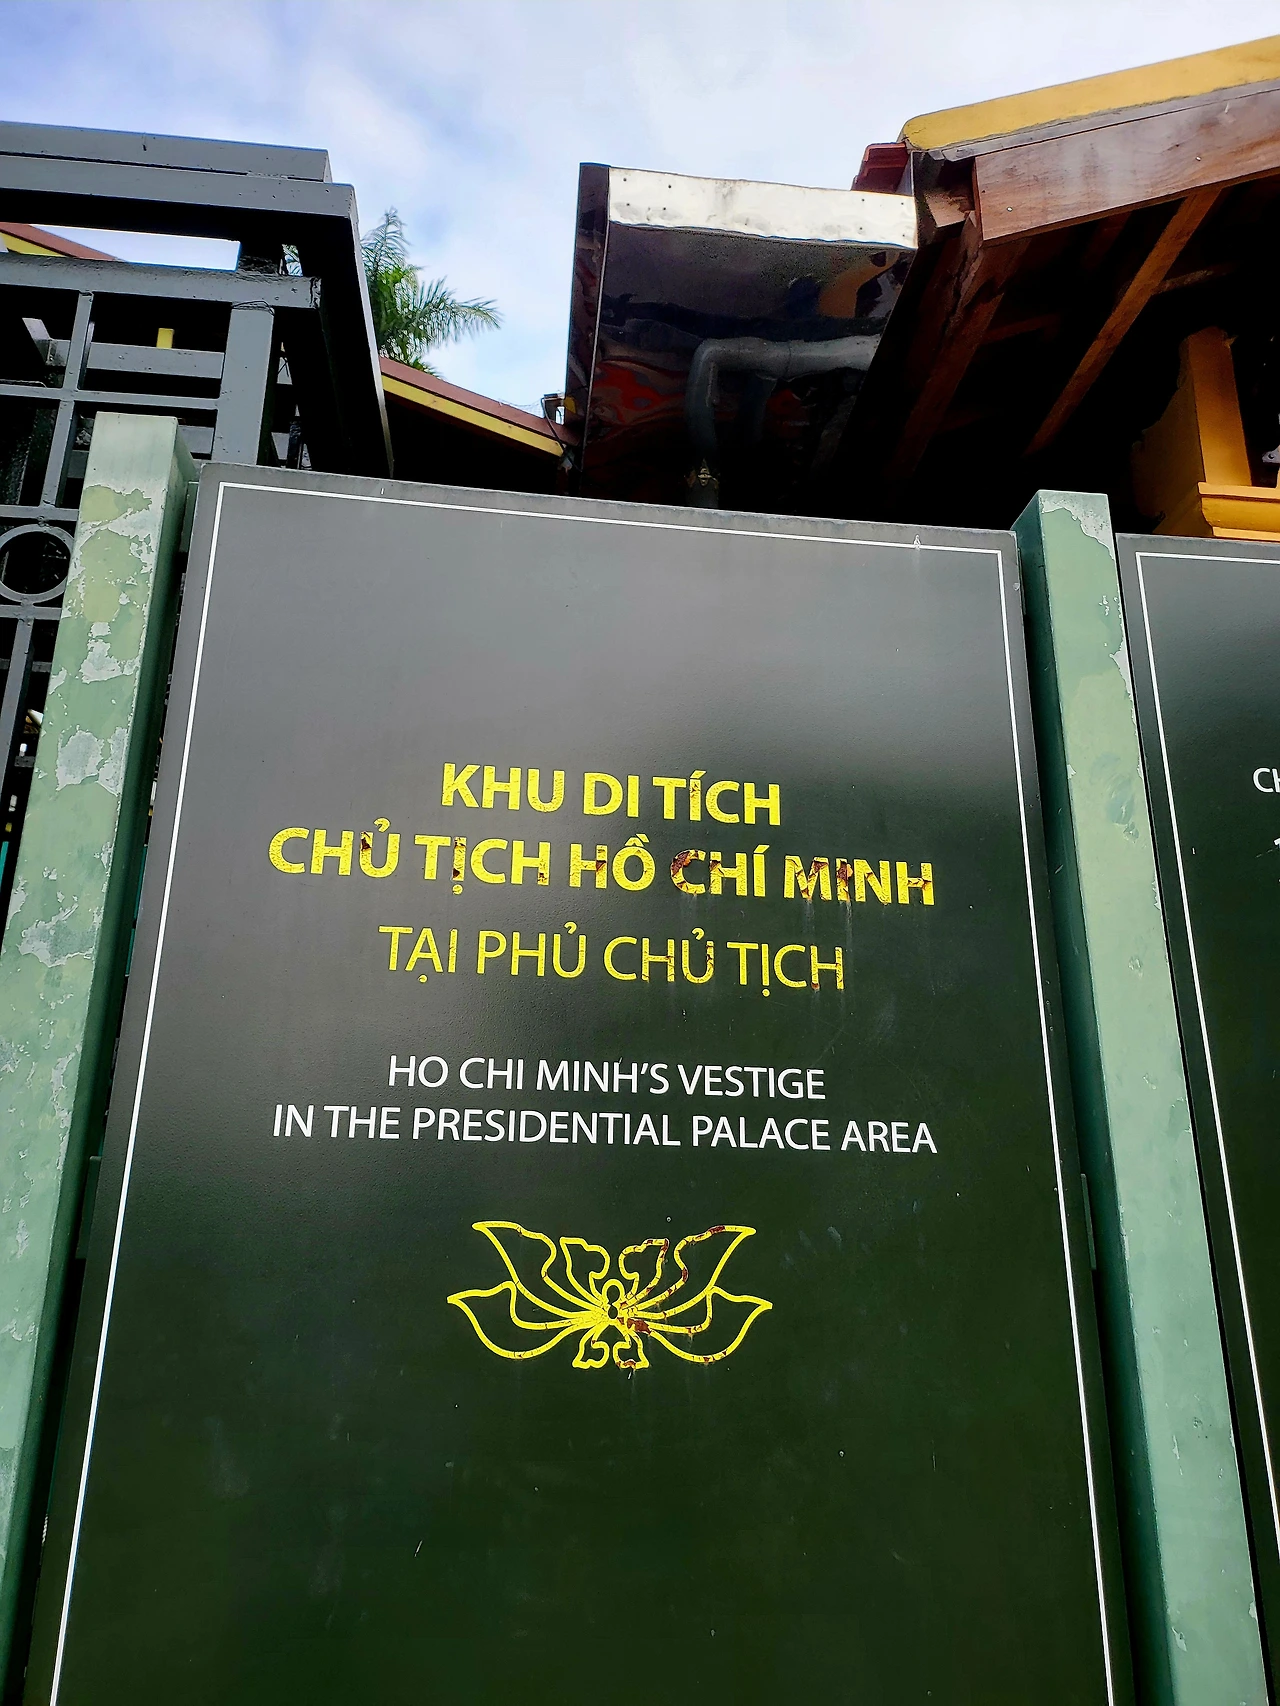 KHU DI TÍCH
CHỦ TỊCH HỒ CHÍ MINH
TẠI PHỦ CHỦ TỊCH
HO CHI MINH'S VESTIGE
IN THE PRESIDENTIAL PALACE AREA